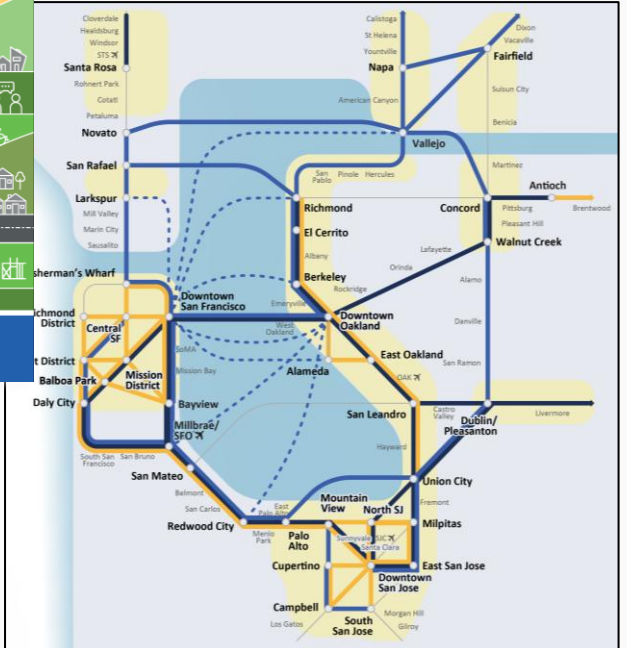 Cloverdale
Healdsburg
Windsor
STS
Santa Rosa
Rohnert Park
Cotati
Petaluma
Novato
San Rafael
Larkspur
Mill Valley
Marin City
Sausalito
Calistoga
St Helena
Yountville
Napa
American Canyon
Vallejo
Dixon
Vacaville
Fairfield
Suisun City
Benicia
Martinez
San
Pablo
Pinole
Hercules
Richmond
El Cerrito
Albany
Berkeley
Rockridge
Emeryville
Orinda
Lafayette
Concord
Antioch
Pittsburg
Brentwood
Pleasant Hill
Walnut Creek
Alamo
Danville
San Ramon
sherman's Wharf
ichmond
District
Central
SF
Downtown
San Francisco
West
Oakland
Downtown
Oakland
SoMA
t District
Mission
District
Mission Bay
Balboa Park
Daly City
Bayview
Millbrae/
SFO
Alameda
East Oakland
OAK
San Leandro
Castro
Valley
Dublin/
Pleasanton
Livermore
Hayward
South San
Francisco
San Bruno
San Mateo
Belmont
San Carlos
Redwood City
Menlo
Park
East
Palo Alto
Palo
Alto
Mountain
View
North SJ
Sunnyvale
SJC
Santa Clara
Union City
Fremont
Milpitas
Cupertino
Downtown
San Jose
East San Jose
Campbell
Los Gatos
South
San Jose
Morgan Hill
Gilroy